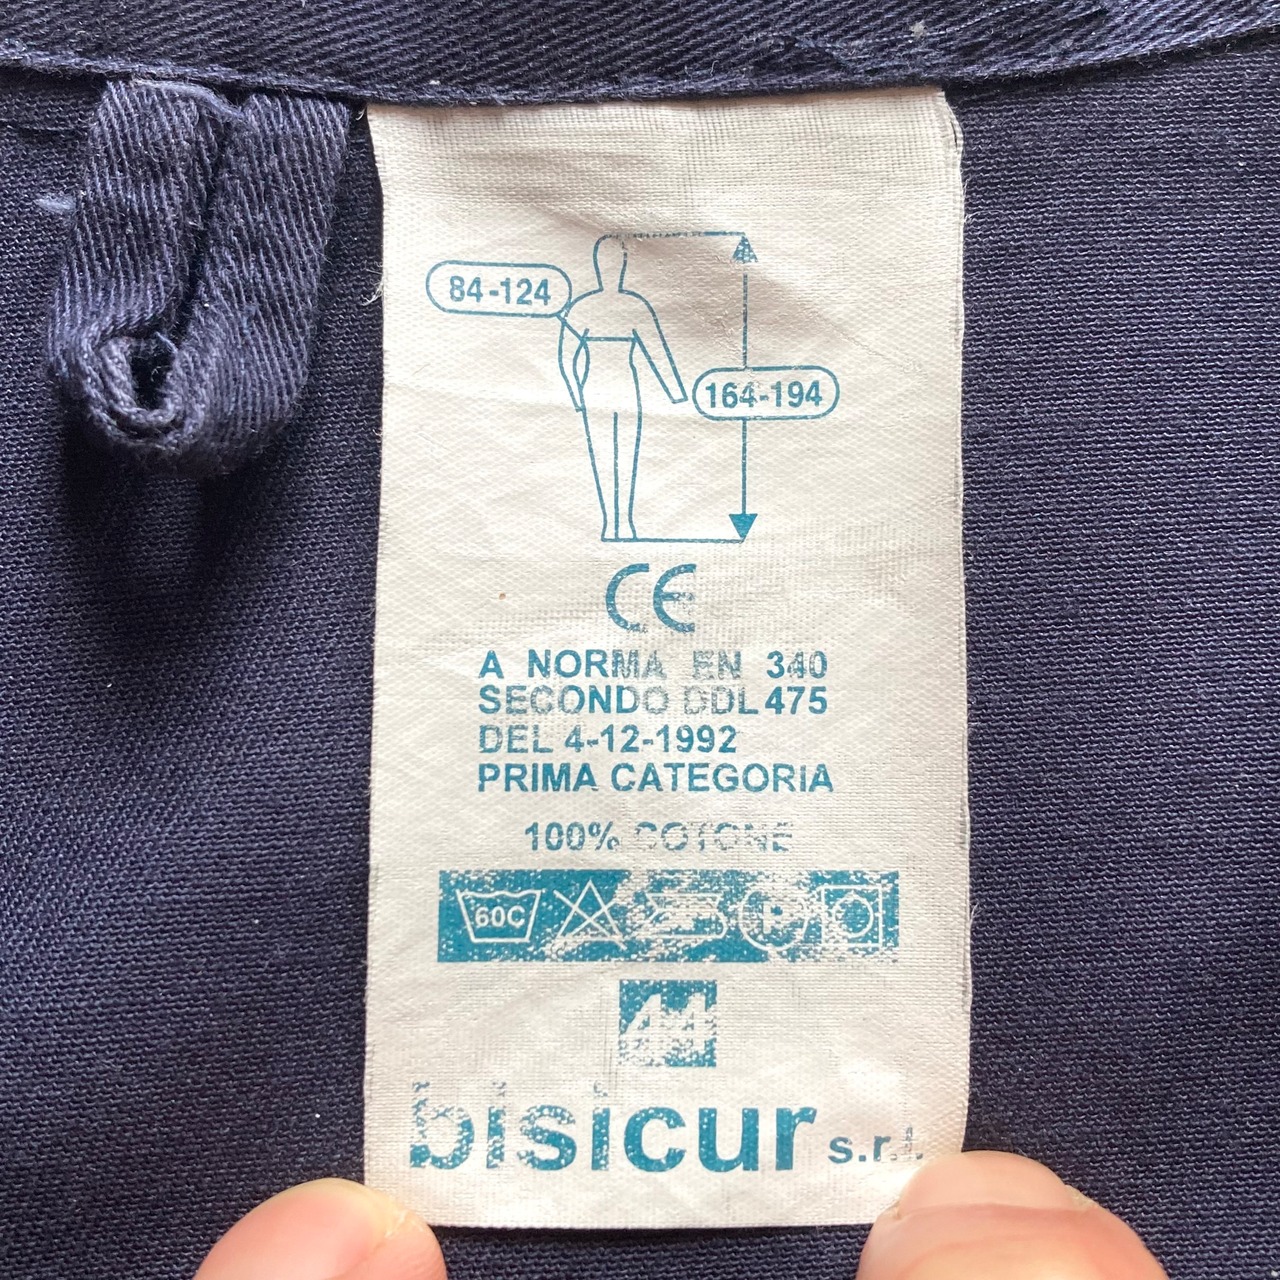 84-124
164-194
CE
A NORMA EN 340
SECONDO DDL 475
DEL 4-12-1992
PRIMA CATEGORIA
100% COTONE
60C P
44
bisicur s.r.l.